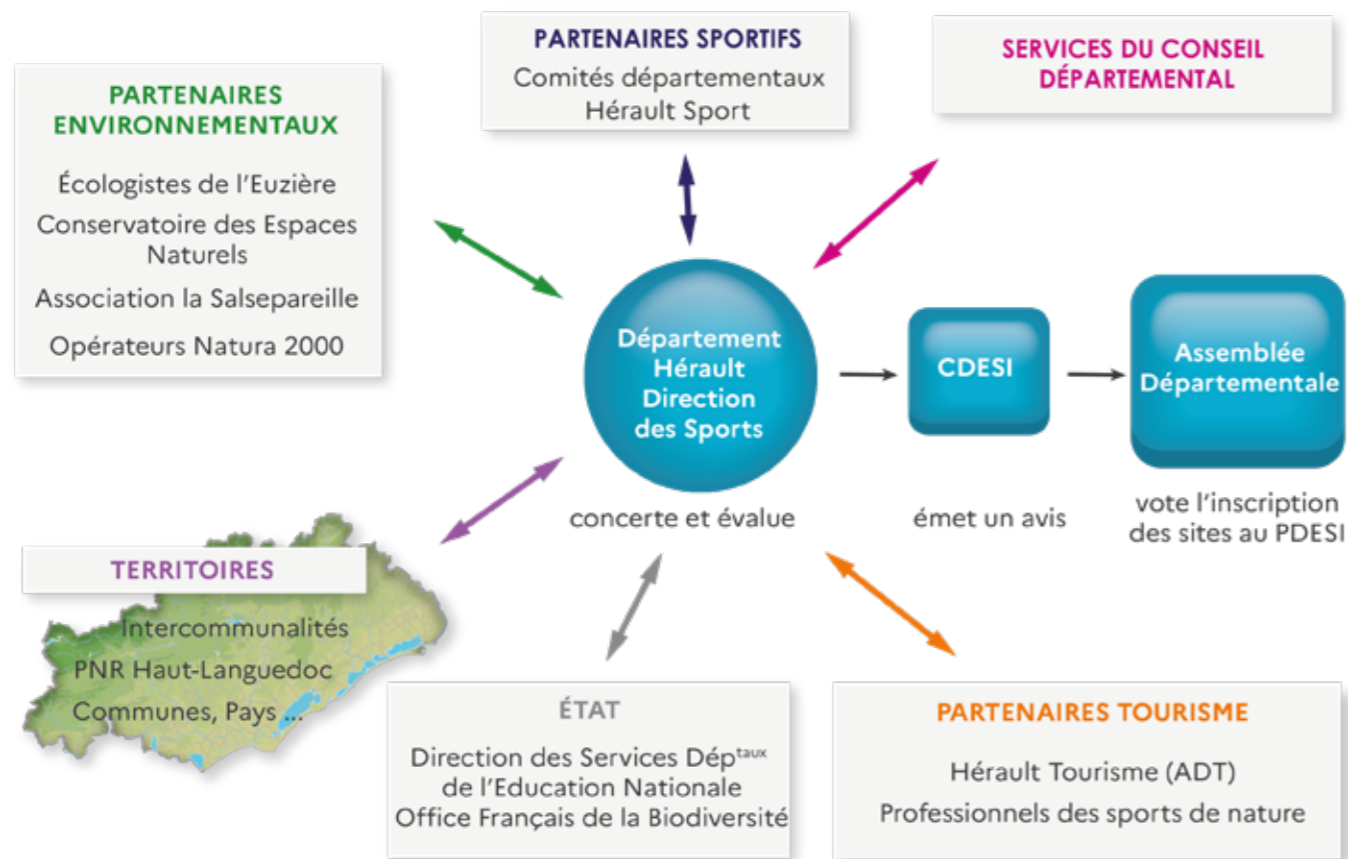 PARTENAIRES SPORTIFS
Comités départementaux
Hérault Sport
SERVICES DU CONSEIL
DÉPARTEMENTAL
PARTENAIRES
ENVIRONNEMENTAUX
Écologistes de l’Euzière
Conservatoire des Espaces
Naturels
Association la Salsepareille
Opérateurs Natura 2000
Département
Hérault
Direction
des Sports
concerte et évalue
CDESI
émet un avis
Assemblée
Départementale
vote l’inscription
des sites au PDESI
TERRITOIRES
Intercommunalités
PNR Haut-Languedoc
Communes, Pays ...
ÉTAT
Direction des Services Dépᵗᵃᵘˣ
de l’Education Nationale
Office Français de la Biodiversité
PARTENAIRES TOURISME
Hérault Tourisme (ADT)
Professionnels des sports de nature